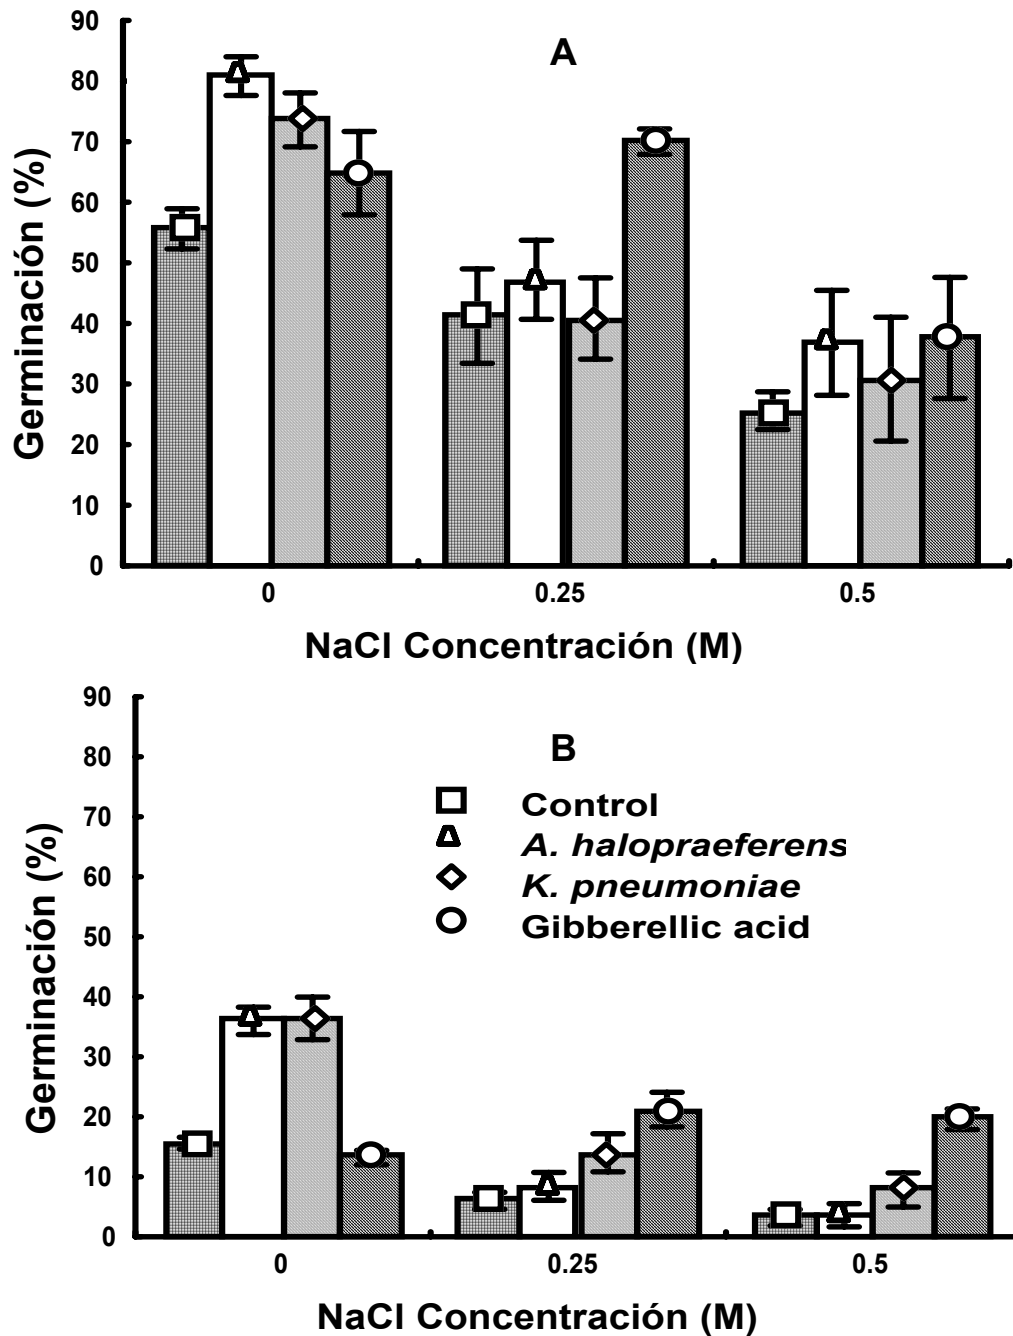 A
Germinación (%)
90
80
70
60
50
40
30
20
10
0
0 0.25 0.5
NaCl Concentración (M)
B
Control
A. halopraeferens
K. pneumoniae
Gibberellic acid
Germinación (%)
90
80
70
60
50
40
30
20
10
0
0 0.25 0.5
NaCl Concentración (M)